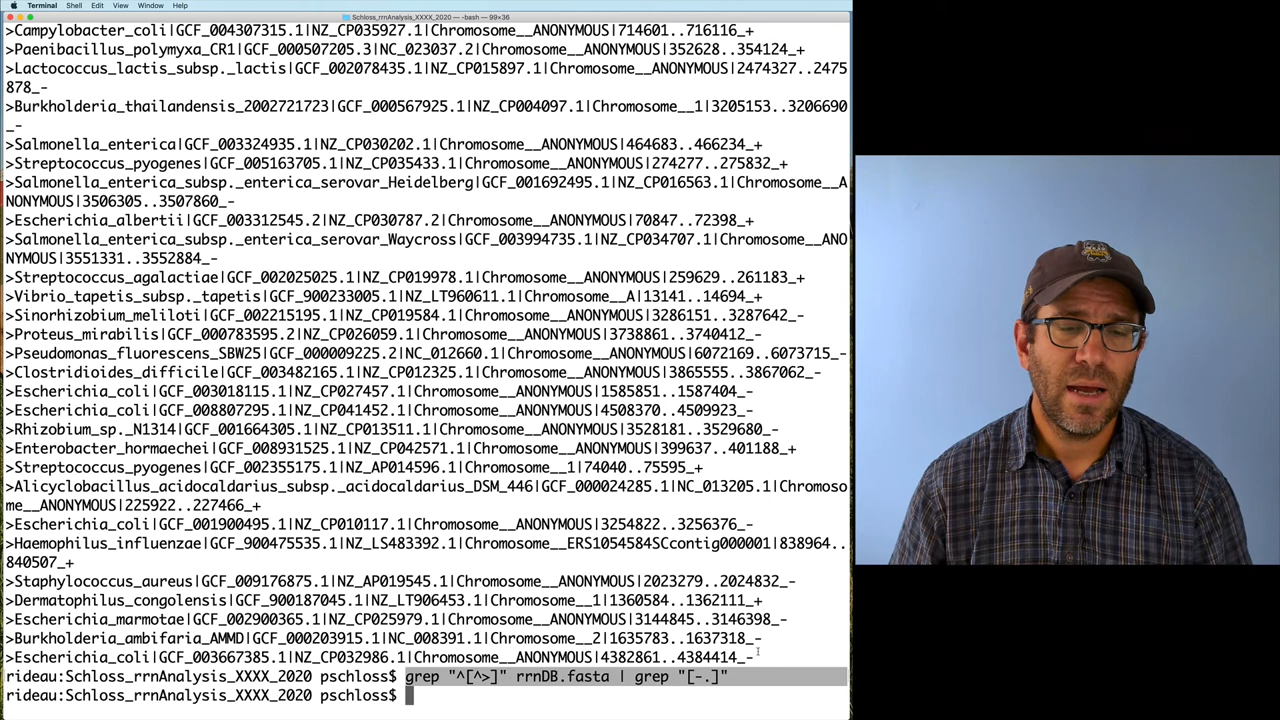 Terminal Shell Edit View Window Help
Schloss_rrnAnalysis_XXXX_2020 — -bash — 99×36
>Campylobacter_coli|GCF_004307315.1|NZ_CP035927.1|Chromosome__ANONYMOUS|714601..716116_+
>Paenibacillus_polymyxa_CR1|GCF_000507205.3|NC_023037.2|Chromosome__ANONYMOUS|352628..354124_+
>Lactococcus_lactis_subsp._lactis|GCF_002078435.1|NZ_CP015897.1|Chromosome__ANONYMOUS|2474327..2475
878_-
>Burkholderia_thailandensis_2002721723|GCF_000567925.1|NZ_CP004097.1|Chromosome__1|3205153..3206690
_-
>Salmonella_enterica|GCF_003324935.1|NZ_CP030202.1|Chromosome__ANONYMOUS|464683..466234_+
>Streptococcus_pyogenes|GCF_005163705.1|NZ_CP035433.1|Chromosome__ANONYMOUS|274277..275832_+
>Salmonella_enterica_subsp._enterica_serovar_Heidelberg|GCF_001692495.1|NZ_CP016563.1|Chromosome__A
NONYMOUS|3506305..3507860_-
>Escherichia_albertii|GCF_003312545.2|NZ_CP030787.2|Chromosome__ANONYMOUS|70847..72398_+
>Salmonella_enterica_subsp._enterica_serovar_Waycross|GCF_003994735.1|NZ_CP034707.1|Chromosome__ANO
NYMOUS|3551331..3552884_-
>Streptococcus_agalactiae|GCF_002025025.1|NZ_CP019978.1|Chromosome__ANONYMOUS|259629..261183_+
>Vibrio_tapetis_subsp._tapetis|GCF_900233005.1|NZ_LT960611.1|Chromosome__A|13141..14694_+
>Sinorhizobium_meliloti|GCF_002215195.1|NZ_CP019584.1|Chromosome__ANONYMOUS|3286151..3287642_-
>Proteus_mirabilis|GCF_000783595.2|NZ_CP026059.1|Chromosome__ANONYMOUS|3738861..3740412_-
>Pseudomonas_fluorescens_SBW25|GCF_000009225.2|NC_012660.1|Chromosome__ANONYMOUS|6072169..6073715_-
>Clostridioides_difficile|GCF_003482165.1|NZ_CP012325.1|Chromosome__ANONYMOUS|3865555..3867062_-
>Escherichia_coli|GCF_003018115.1|NZ_CP027457.1|Chromosome__ANONYMOUS|1585851..1587404_-
>Escherichia_coli|GCF_008807295.1|NZ_CP041452.1|Chromosome__ANONYMOUS|4508370..4509923_-
>Rhizobium_sp._N1314|GCF_001664305.1|NZ_CP013511.1|Chromosome__ANONYMOUS|3528181..3529680_-
>Enterobacter_hormaechei|GCF_008931525.1|NZ_CP042571.1|Chromosome__ANONYMOUS|399637..401188_+
>Streptococcus_pyogenes|GCF_002355175.1|NZ_AP014596.1|Chromosome__1|74040..75595_+
>Alicyclobacillus_acidocaldarius_subsp._acidocaldarius_DSM_446|GCF_000024285.1|NC_013205.1|Chromoso
me__ANONYMOUS|225922..227466_+
>Escherichia_coli|GCF_001900495.1|NZ_CP010117.1|Chromosome__ANONYMOUS|3254822..3256376_-
>Haemophilus_influenzae|GCF_900475535.1|NZ_LS483392.1|Chromosome__ERS1054584SCcontig000001|838964..
840507_+
>Staphylococcus_aureus|GCF_009176875.1|NZ_AP019545.1|Chromosome__ANONYMOUS|2023279..2024832_-
>Dermatophilus_congolensis|GCF_900187045.1|NZ_LT906453.1|Chromosome__1|1360584..1362111_+
>Escherichia_marmotae|GCF_002900365.1|NZ_CP025979.1|Chromosome__ANONYMOUS|3144845..3146398_-
>Burkholderia_ambifaria_AMMD|GCF_000203915.1|NC_008391.1|Chromosome__2|1635783..1637318_-
>Escherichia_coli|GCF_003667385.1|NZ_CP032986.1|Chromosome__ANONYMOUS|4382861..4384414_-
rideau:Schloss_rrnAnalysis_XXXX_2020 pschloss$ grep "^[^>]" rrnDB.fasta | grep "[-.]"
rideau:Schloss_rrnAnalysis_XXXX_2020 pschloss$